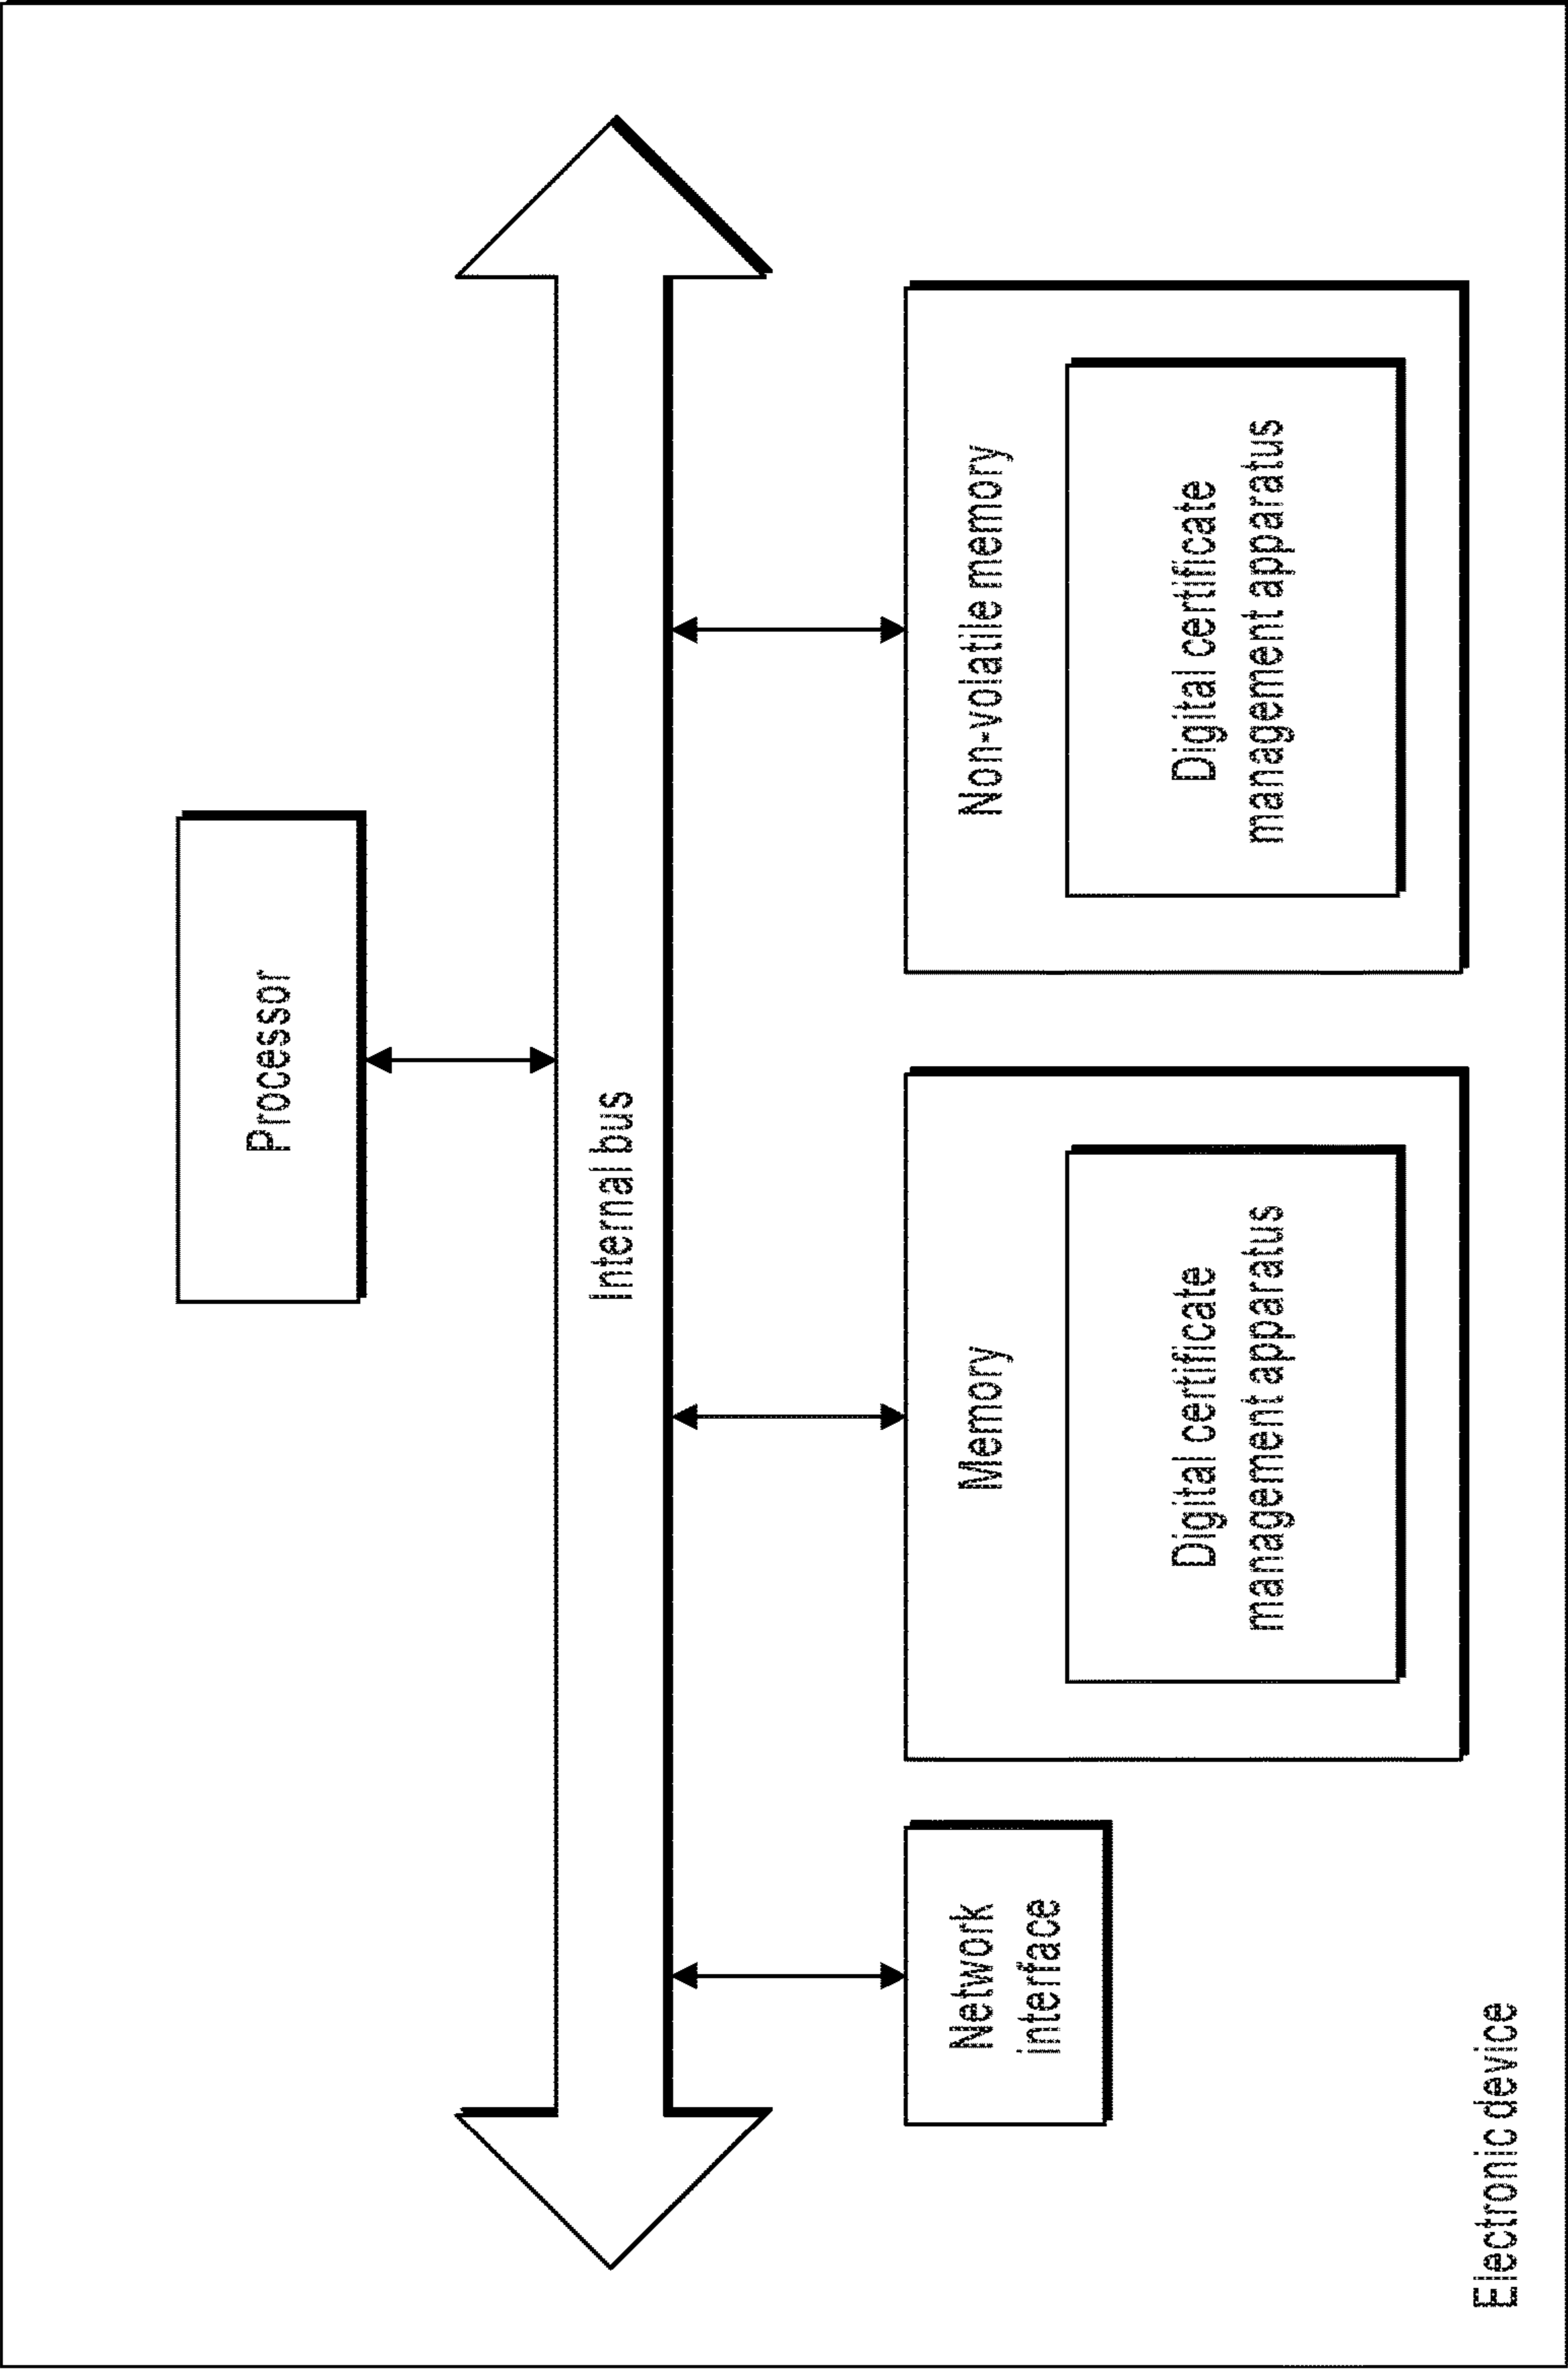 Processor
Internal bus
Network
interface
Memory
Digital certificate
management apparatus
Non-volatile memory
Digital certificate
management apparatus
Electronic device